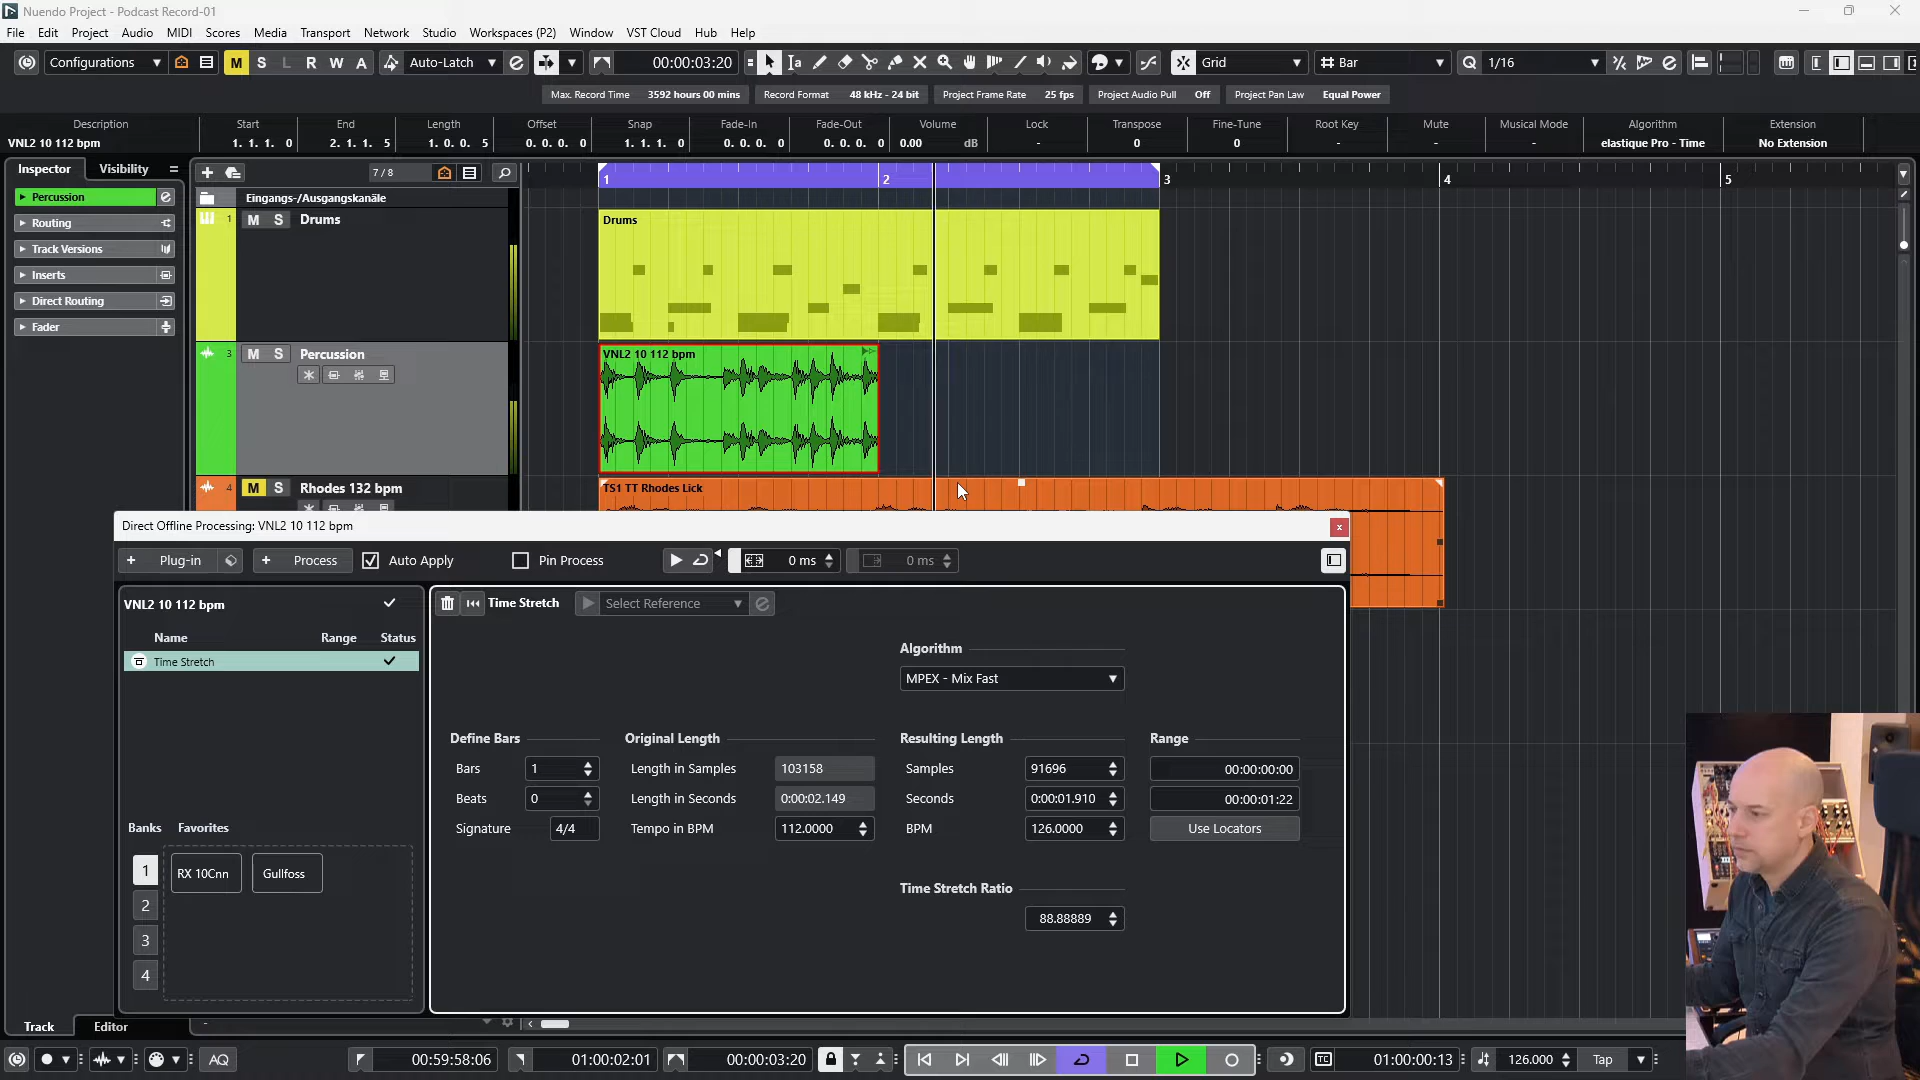 Nuendo Project - Podcast Record-01
File Edit Project Audio MIDI Scores Media Transport Network Studio Workspaces (P2) Window VST Cloud Hub Help
Configurations M S L R W A Auto-Latch 00:00:03:20 Grid Bar Q 1/16
Max. Record Time 3592 hours 00 mins Record Format 48 kHz - 24 bit Project Frame Rate 25 fps Project Audio Pull Off Project Pan Law Equal Power
Description Start End Length Offset Snap Fade-In Fade-Out Volume Lock Transpose Fine-Tune Root Key Mute Musical Mode Algorithm Extension
VNL2 10 112 bpm 1. 1. 1. 0 2. 1. 1. 5 1. 0. 0. 5 0. 0. 0. 0 1. 1. 1. 0 0. 0. 0. 0 0. 0. 0. 0 0.00 dB - 0 0 - - - elastique Pro - Time No Extension
Inspector Visibility 7 / 8
1 2 3 4 5
Percussion
Eingangs-/Ausgangskanäle
Routing
1 M S Drums Drums
Track Versions
Inserts
Direct Routing
Fader
3 M S Percussion VNL2 10 112 bpm
4 M S Rhodes 132 bpm TS1 TT Rhodes Lick
Direct Offline Processing: VNL2 10 112 bpm x
+ Plug-in + Process Auto Apply Pin Process 0 ms 0 ms
VNL2 10 112 bpm
Name Range Status
Time Stretch
Banks Favorites
1 RX 10Cnn Gullfoss
2
3
4
Time Stretch Select Reference
Algorithm
MPEX - Mix Fast
Define Bars Original Length Resulting Length Range
Bars 1 Length in Samples 103158 Samples 91696 00:00:00:00
Beats 0 Length in Seconds 0:00:02.149 Seconds 0:00:01.910 00:00:01:22
Signature 4/4 Tempo in BPM 112.0000 BPM 126.0000 Use Locators
Time Stretch Ratio
88.88889
Track Editor
AQ 00:59:58:06 01:00:02:01 00:00:03:20 TC 01:00:00:13 126.000 Tap